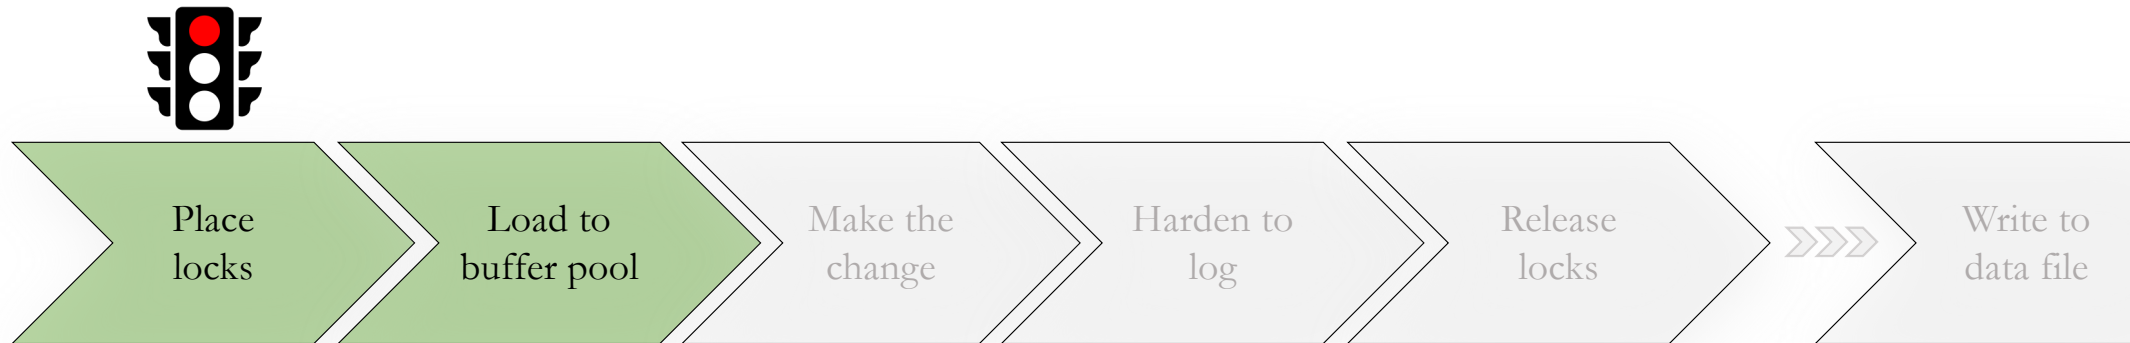 Place
locks
Load to
buffer pool
Make the
change
Harden to
log
Release
locks
Write to
data file